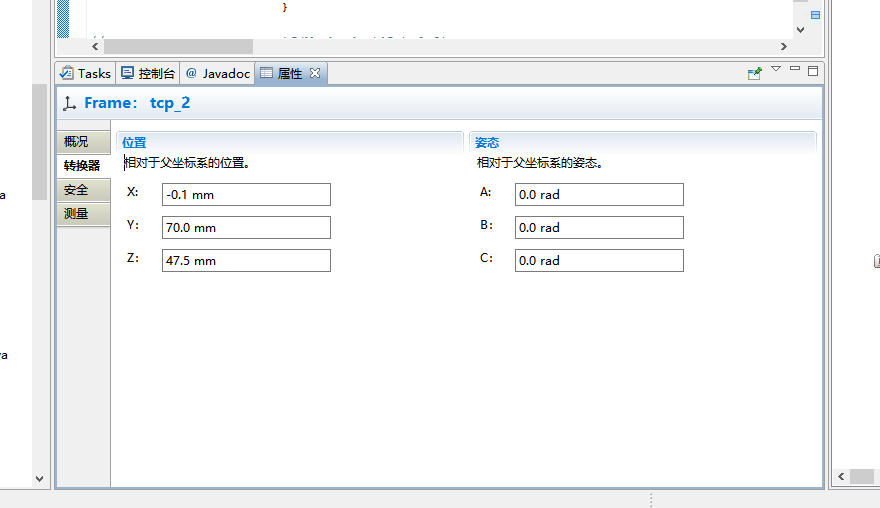 }
//
Tasks 控制台 @ Javadoc 属性
Frame: tcp_2
概况
转换器
安全
测量
位置
相对于父坐标系的位置。
X: -0.1 mm
Y: 70.0 mm
Z: 47.5 mm
姿态
相对于父坐标系的姿态。
A: 0.0 rad
B: 0.0 rad
C: 0.0 rad
a